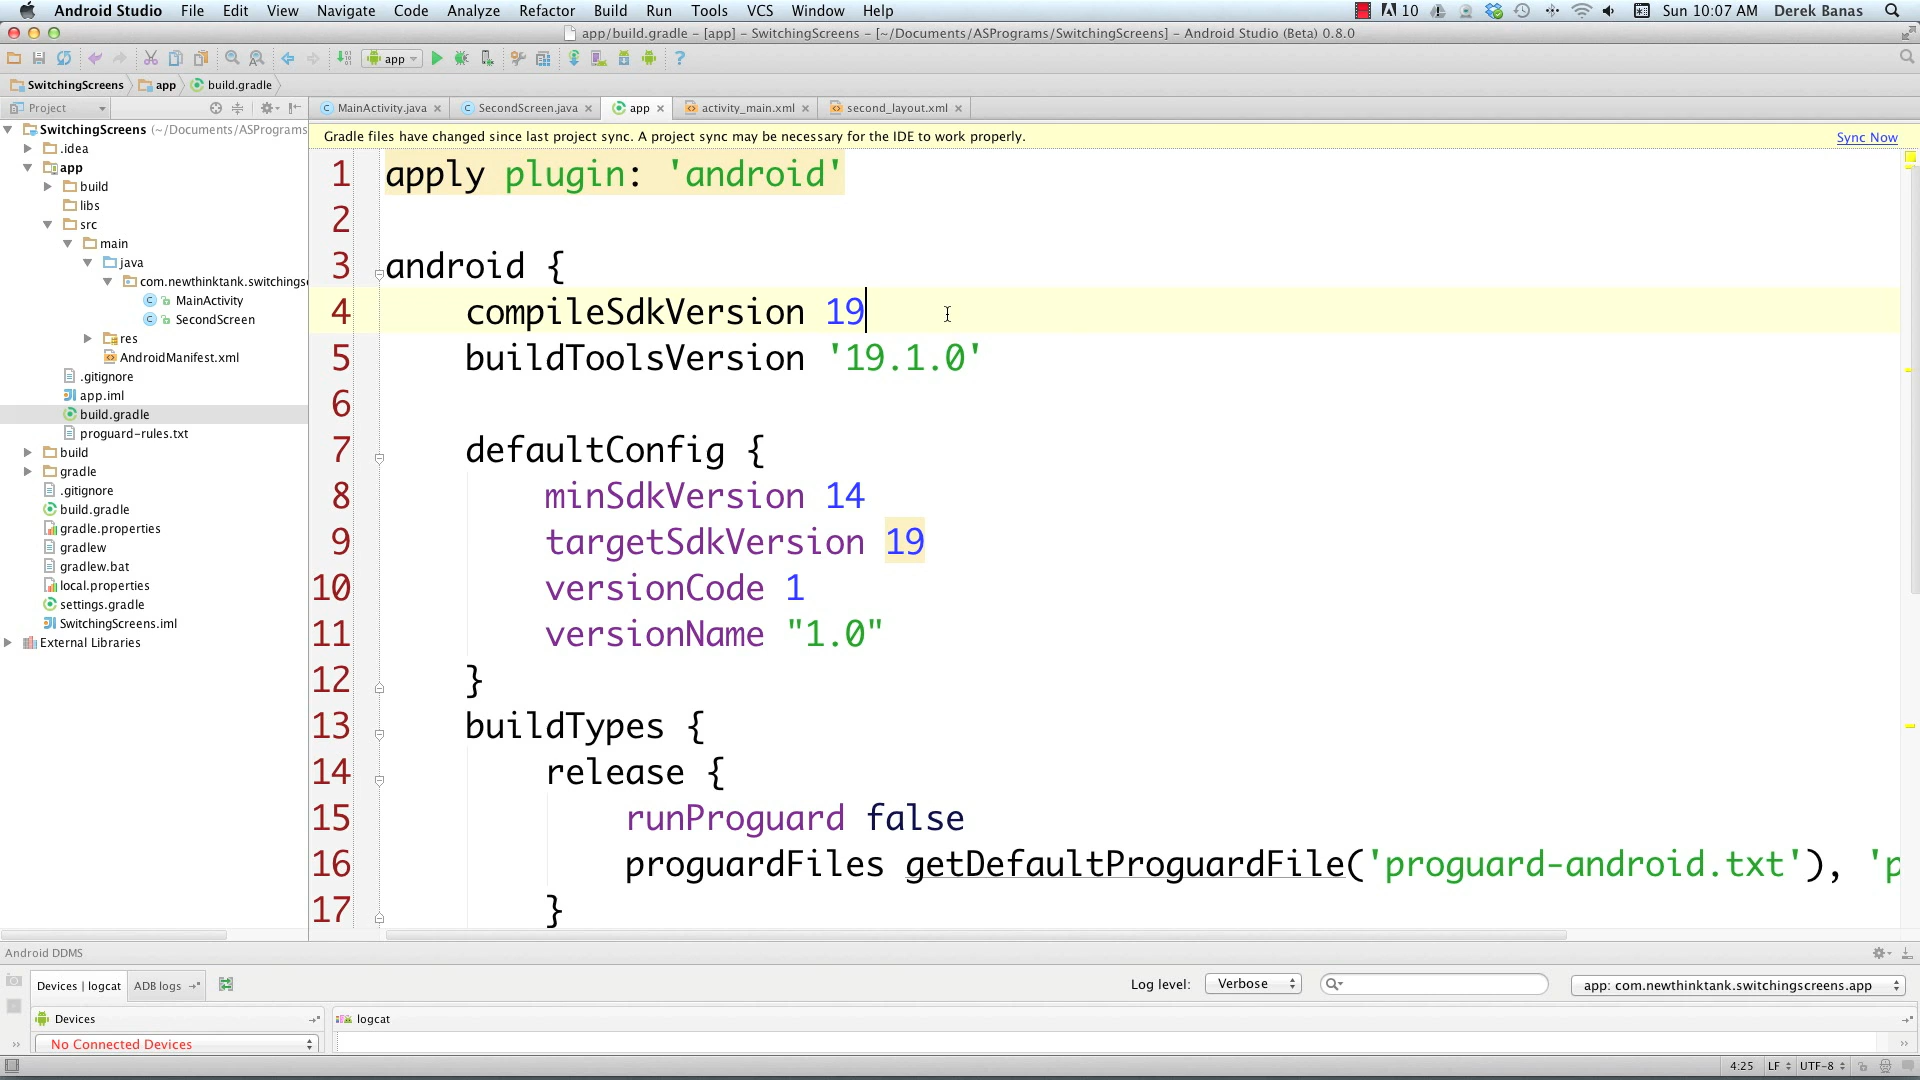 Android Studio File Edit View Navigate Code Analyze Refactor Build Run Tools VCS Window Help 10 Sun 10:07 AM Derek Banas
app/build.gradle – [app] – SwitchingScreens – [~/Documents/ASPrograms/SwitchingScreens] – Android Studio (Beta) 0.8.0
app
SwitchingScreens app build.gradle
Project
MainActivity.java SecondScreen.java app activity_main.xml second_layout.xml
SwitchingScreens (~/Documents/ASPrograms
Gradle files have changed since last project sync. A project sync may be necessary for the IDE to work properly. Sync Now
.idea
app
build
libs
src
main
java
com.newthinktank.switchings
MainActivity
SecondScreen
res
AndroidManifest.xml
.gitignore
app.iml
build.gradle
proguard-rules.txt
build
gradle
.gitignore
build.gradle
gradle.properties
gradlew
gradlew.bat
local.properties
settings.gradle
SwitchingScreens.iml
External Libraries
1 apply plugin: 'android'
2
3 android {
4 compileSdkVersion 19
5 buildToolsVersion '19.1.0'
6
7 defaultConfig {
8 minSdkVersion 14
9 targetSdkVersion 19
10 versionCode 1
11 versionName "1.0"
12 }
13 buildTypes {
14 release {
15 runProguard false
16 proguardFiles getDefaultProguardFile('proguard-android.txt'), 'p
17 }
Android DDMS
Devices | logcat ADB logs Log level: Verbose app: com.newthinktank.switchingscreens.app
Devices logcat
No Connected Devices
4:25 LF UTF-8